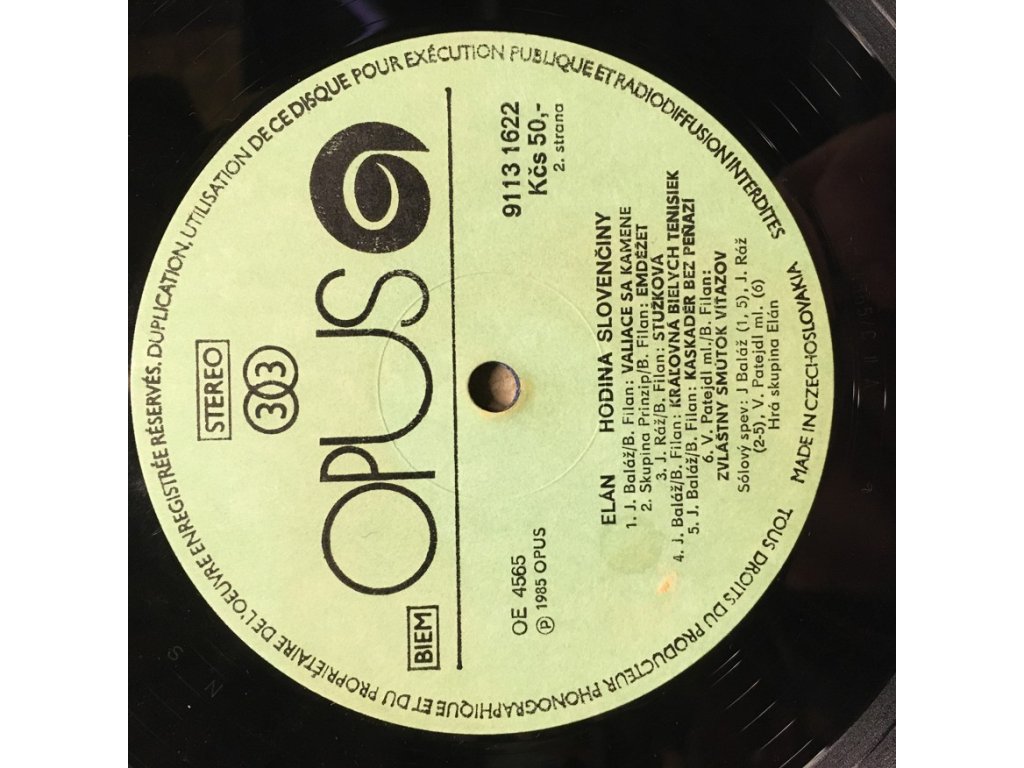 TOUS DROITS DU PRODUCTEUR PHONOGRAPHIQUE ET DU PROPRIÉTAIRE DE L'OEUVRE ENREGISTRÉE RÉSERVÉS. DUPLICATION, UTILISATION DE CE DISQUE POUR EXÉCUTION PUBLIQUE ET RADIODIFFUSION INTERDITES
STEREO
33
OPUS
BIEM
OE 4565
℗ 1985 OPUS
9113 1622
Kčs 50,-
2. strana
ELÁN HODINA SLOVENČINY
1. J. Baláž/B. Filan: VALIACE SA KAMENE
2. Skupina Prinzip/B. Filan: EMDEŽET
3. J. Ráž/B. Filan: STUŽKOVÁ
4. J. Baláž/B. Filan: KRÁĽOVNÁ BIELYCH TENISIEK
5. J. Baláž/B. Filan: KASKADÉR BEZ PEŇAZÍ
6. V. Patejdl ml./B. Filan:
ZVLÁŠTNY SMÚTOK VÍŤAZOV
Sólový spev: J Baláž (1, 5), J. Ráž
(2-5), V. Patejdl ml. (6)
Hrá skupina Elán
MADE IN CZECHOSLOVAKIA